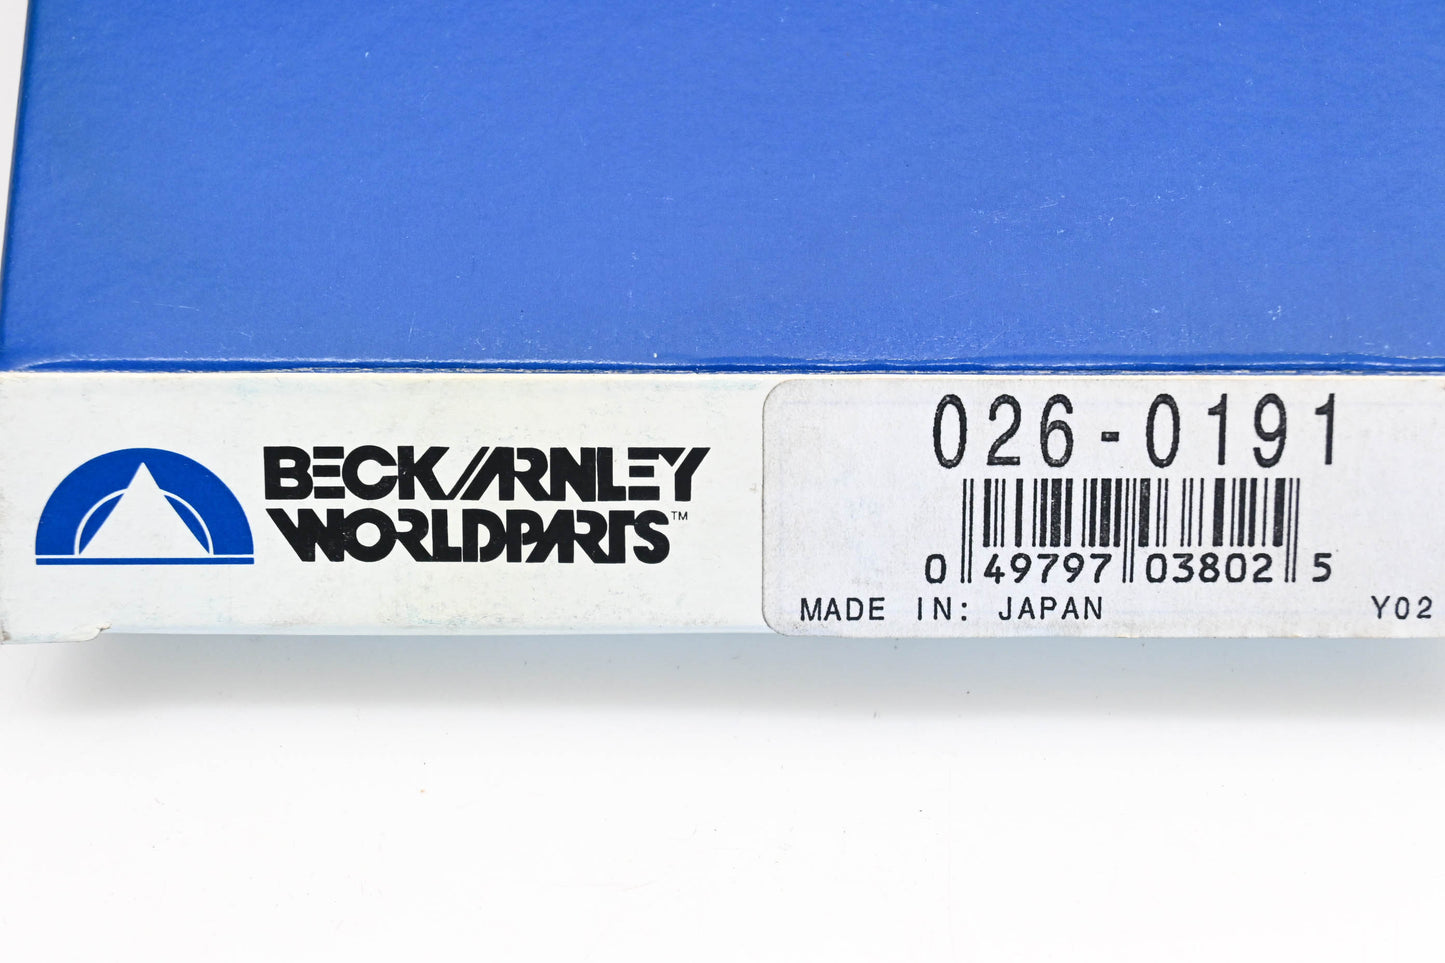 BECK/ARNLEY
WORLDPARTS™
026-0191
0 49797 03802 5
MADE IN: JAPAN Y02